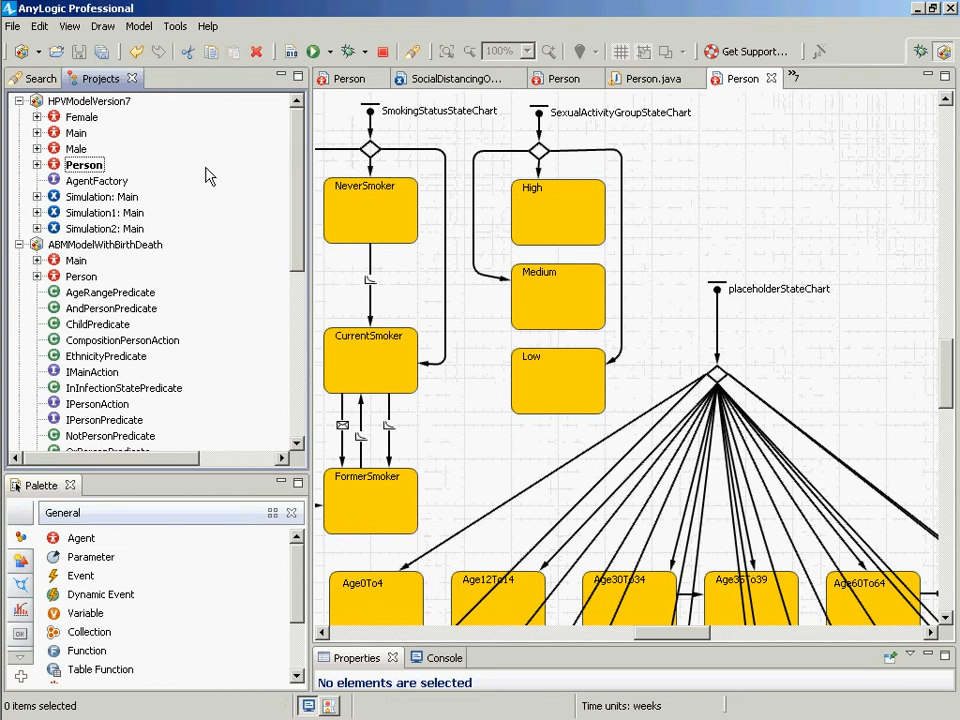 AnyLogic Professional
File Edit View Draw Model Tools Help
100% Get Support...
Search Projects
Person SocialDistancingO... Person Person.java Person »7
HPVModelVersion7
Female
Main
Male
Person
AgentFactory
Simulation: Main
Simulation1: Main
Simulation2: Main
ABMModelWithBirthDeath
Main
Person
AgeRangePredicate
AndPersonPredicate
ChildPredicate
CompositionPersonAction
EthnicityPredicate
IMainAction
InInfectionStatePredicate
IPersonAction
IPersonPredicate
NotPersonPredicate
SmokingStatusStateChart
SexualActivityGroupStateChart
NeverSmoker
High
Medium
placeholderStateChart
CurrentSmoker
Low
FormerSmoker
Age0To4
Age12To14
Age30To34
Age35To39
Age60To64
Palette
General
Agent
Parameter
Event
Dynamic Event
Variable
Collection
Function
Table Function
Properties Console
No elements are selected
0 items selected
Time units: weeks